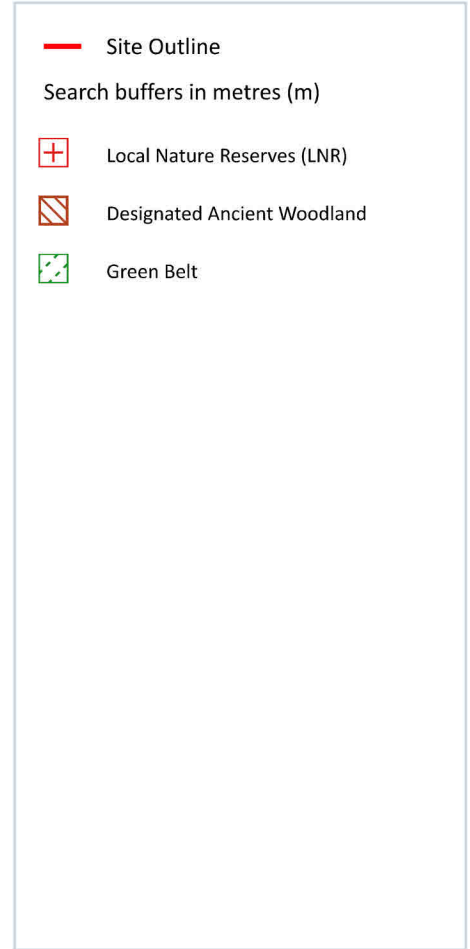 Site Outline
Search buffers in metres (m)
Local Nature Reserves (LNR)
Designated Ancient Woodland
Green Belt